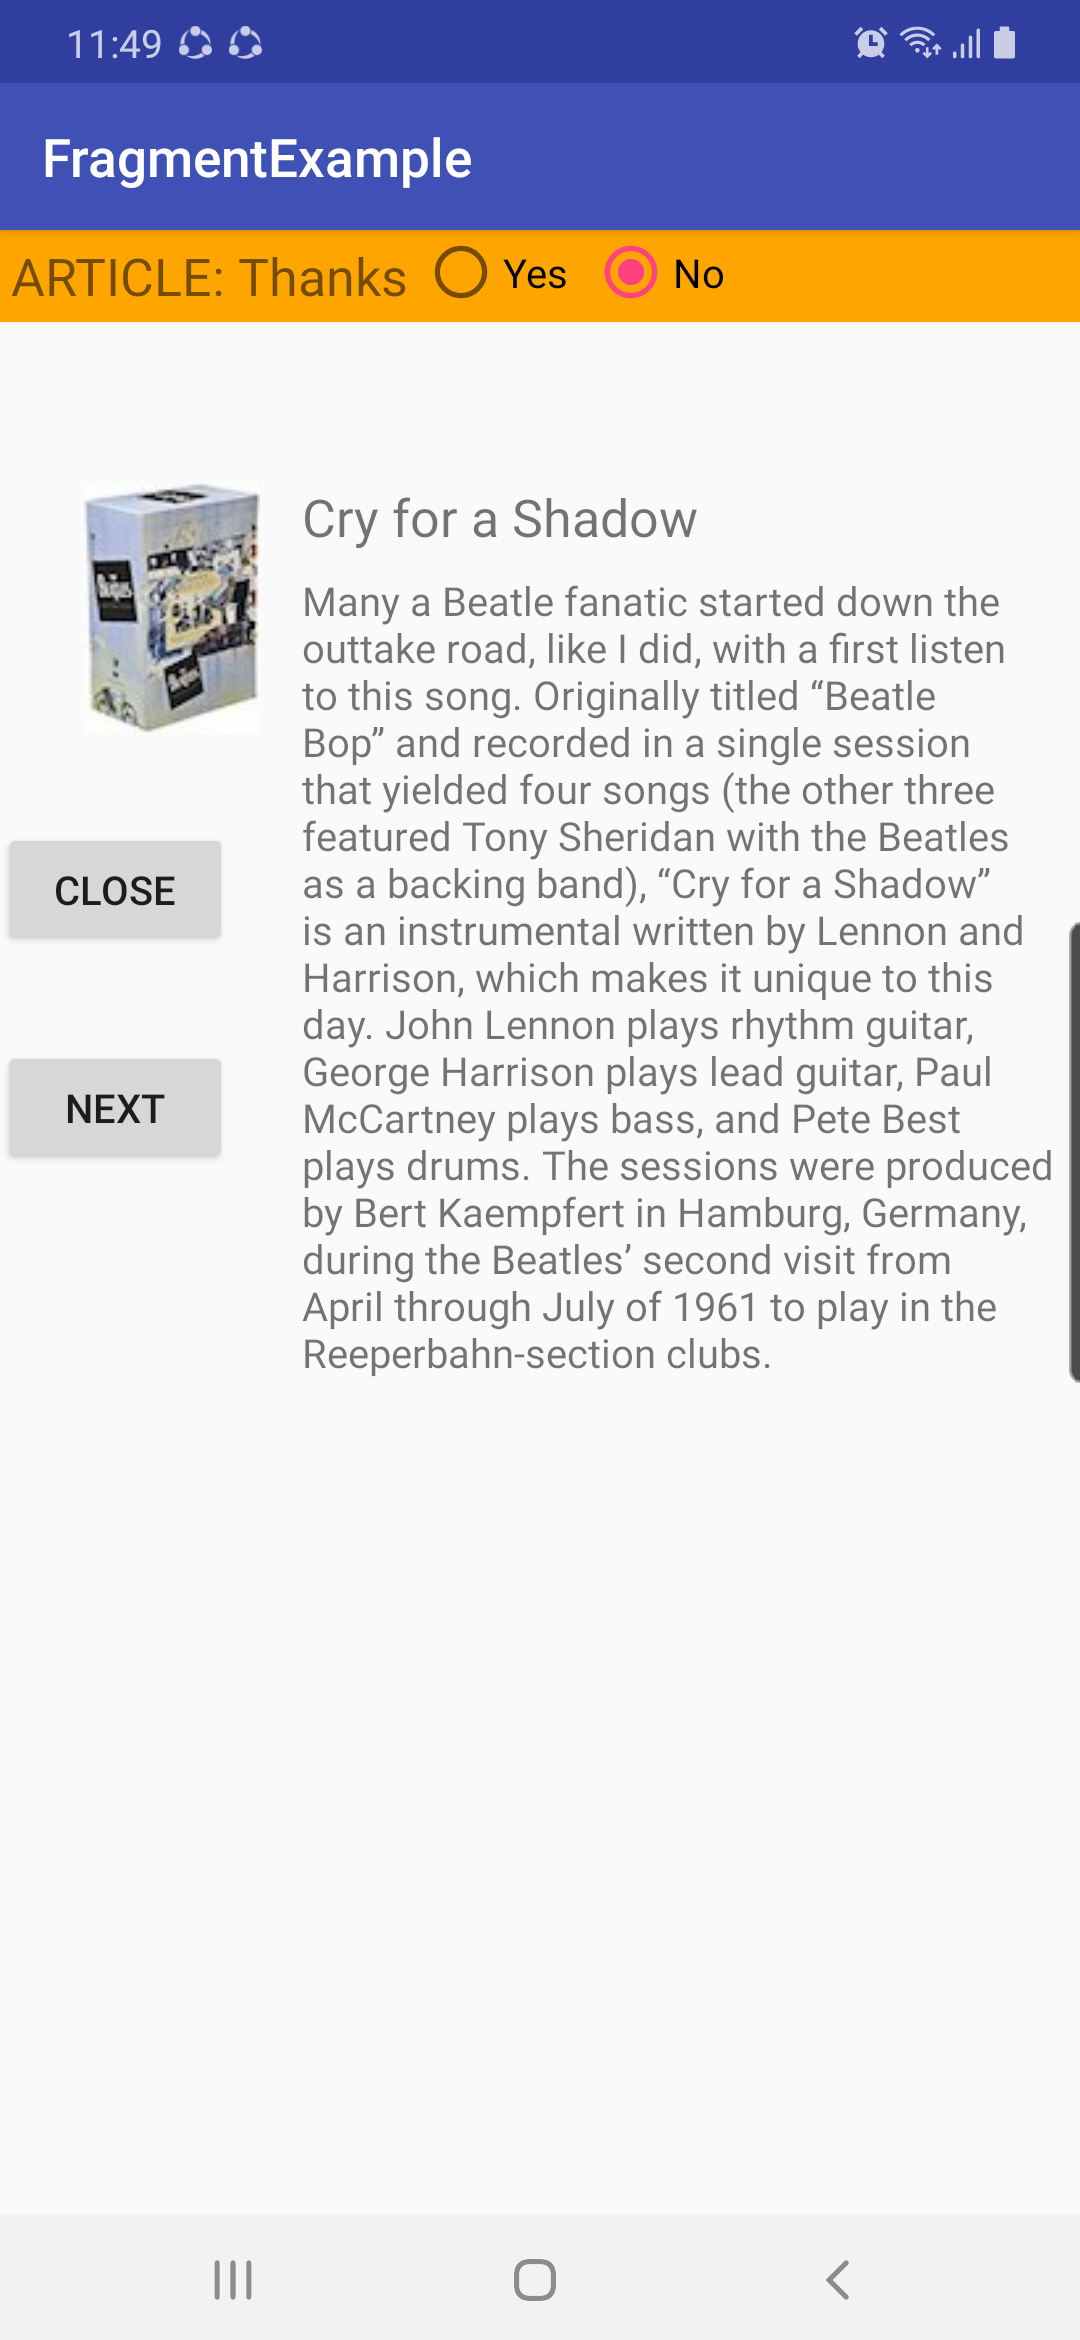 11:49
FragmentExample
ARTICLE: Thanks Yes No
Cry for a Shadow
Many a Beatle fanatic started down the
outtake road, like I did, with a first listen
to this song. Originally titled “Beatle
Bop” and recorded in a single session
that yielded four songs (the other three
featured Tony Sheridan with the Beatles
as a backing band), “Cry for a Shadow”
is an instrumental written by Lennon and
Harrison, which makes it unique to this
day. John Lennon plays rhythm guitar,
George Harrison plays lead guitar, Paul
McCartney plays bass, and Pete Best
plays drums. The sessions were produced
by Bert Kaempfert in Hamburg, Germany,
during the Beatles’ second visit from
April through July of 1961 to play in the
Reeperbahn-section clubs.
CLOSE
NEXT